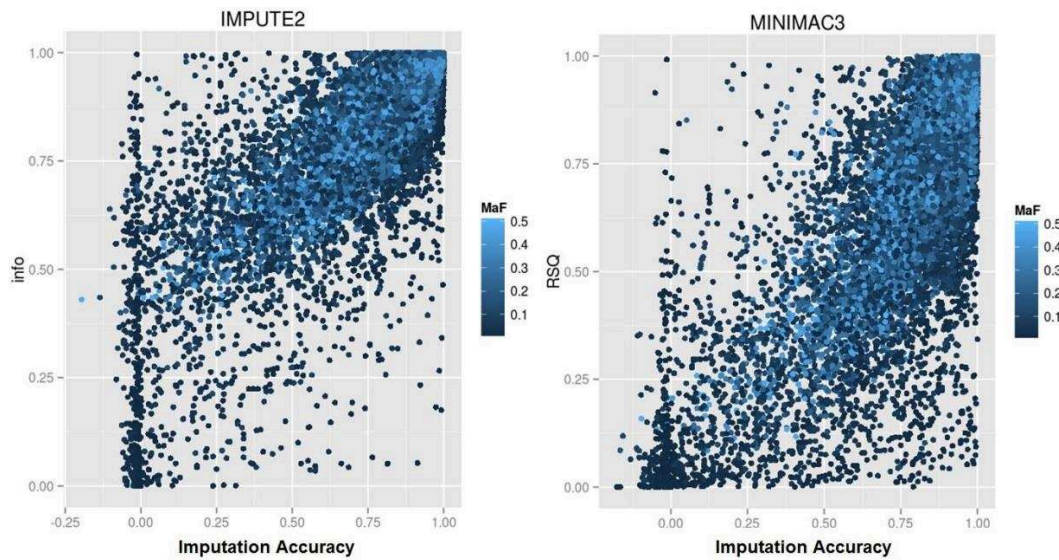 IMPUTE2
1.00
0.75
0.50
0.25
0.00
info
-0.25 0.00 0.25 0.50 0.75 1.00
Imputation Accuracy
MaF
0.5
0.4
0.3
0.2
0.1
MINIMAC3
1.00
0.75
0.50
0.25
0.00
RSQ
0.00 0.25 0.50 0.75 1.00
Imputation Accuracy
MaF
0.5
0.4
0.3
0.2
0.1